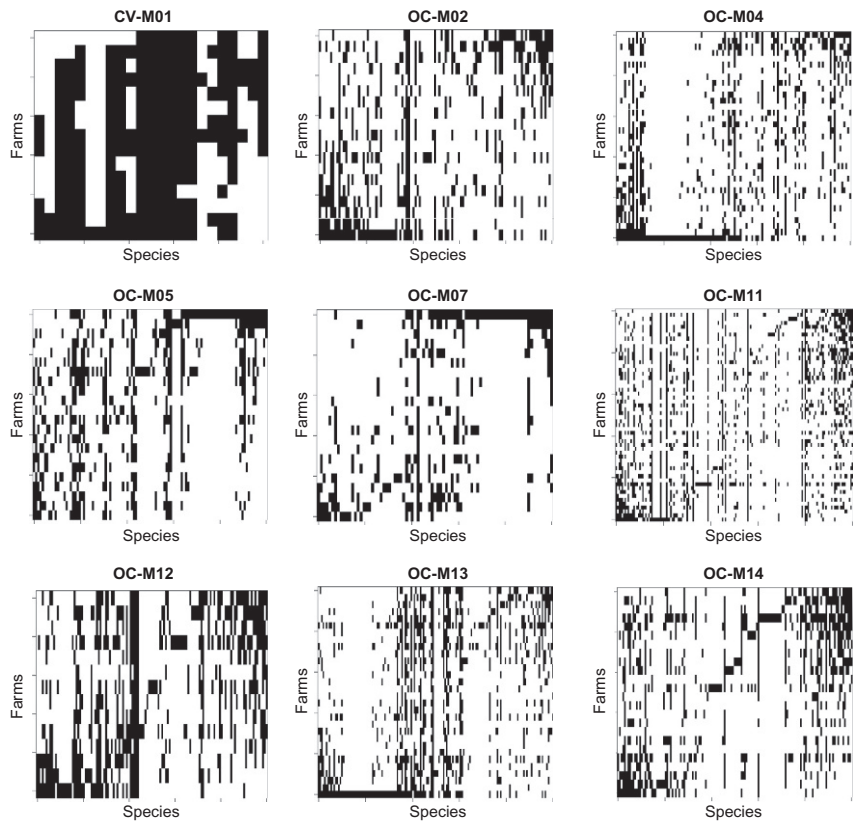 CV-M01
OC-M02
OC-M04
Farms
Farms
Farms
Species
Species
Species
OC-M05
OC-M07
OC-M11
Farms
Farms
Farms
Species
Species
Species
OC-M12
OC-M13
OC-M14
Farms
Farms
Farms
Species
Species
Species